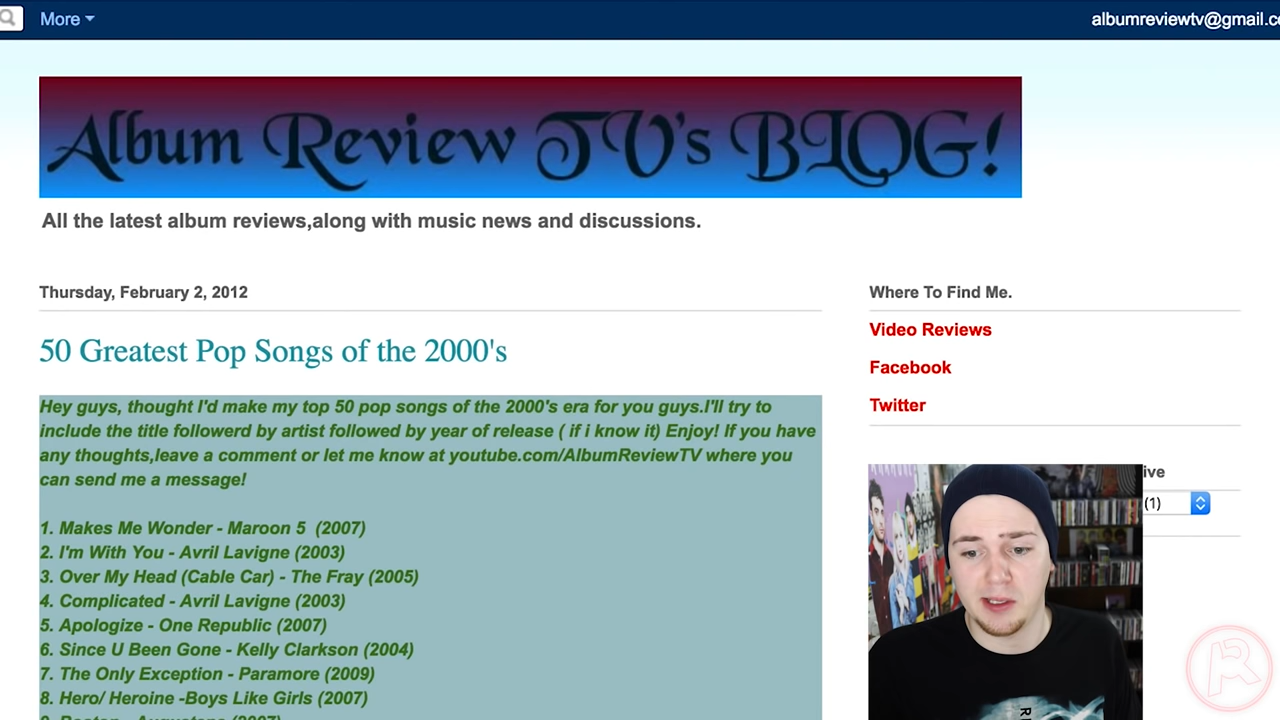 More
albumreviewtv@gmail.c
Album Review TV's BLOG!
All the latest album reviews,along with music news and discussions.
Thursday, February 2, 2012
50 Greatest Pop Songs of the 2000's
Hey guys, thought I'd make my top 50 pop songs of the 2000's era for you guys.I'll try to
include the title followerd by artist followed by year of release ( if i know it) Enjoy! If you have
any thoughts,leave a comment or let me know at youtube.com/AlbumReviewTV where you
can send me a message!
1. Makes Me Wonder - Maroon 5 (2007)
2. I'm With You - Avril Lavigne (2003)
3. Over My Head (Cable Car) - The Fray (2005)
4. Complicated - Avril Lavigne (2003)
5. Apologize - One Republic (2007)
6. Since U Been Gone - Kelly Clarkson (2004)
7. The Only Exception - Paramore (2009)
8. Hero/ Heroine -Boys Like Girls (2007)
9. Boston - Augustana (2007)
Where To Find Me.
Video Reviews
Facebook
Twitter
ive
(1)